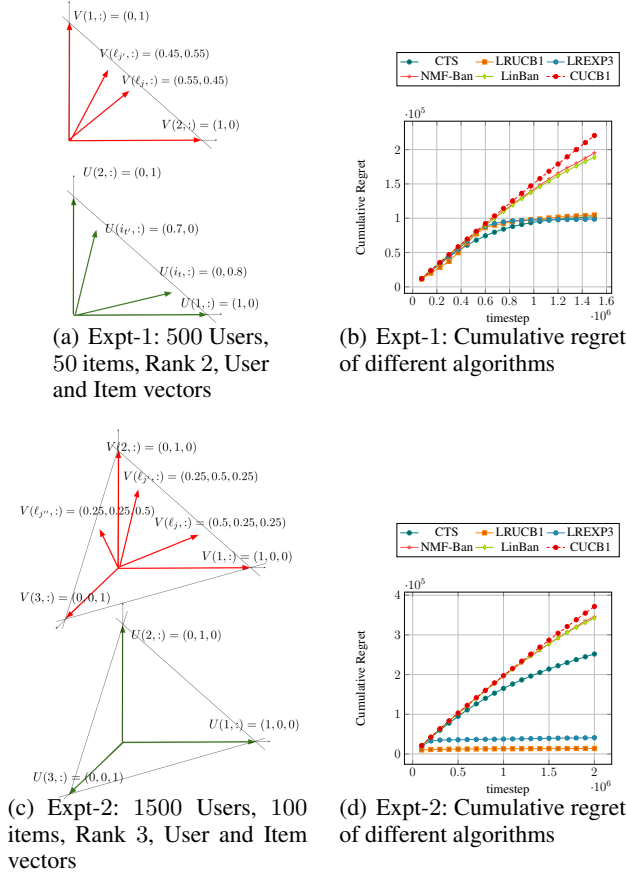 V(1,:) = (0, 1)
V(ℓ_{j′},:) = (0.45, 0.55)
V(ℓ_j,:) = (0.55, 0.45)
V(2,:) = (1, 0)
U(2,:) = (0, 1)
U(i_{t′},:) = (0.7, 0)
U(i_t,:) = (0, 0.8)
U(1,:) = (1, 0)
(a) Expt-1: 500 Users,
50 items, Rank 2, User
and Item vectors
CTS LRUCB1 LREXP3
NMF-Ban LinBan CUCB1
·10^5
Cumulative Regret
2
1.5
1
0.5
0
0 0.2 0.4 0.6 0.8 1 1.2 1.4 1.6
timestep
·10^6
(b) Expt-1: Cumulative regret
of different algorithms
V(2,:) = (0, 1, 0)
V(ℓ_{j′},:) = (0.25, 0.5, 0.25)
V(ℓ_{j″},:) = (0.25, 0.25, 0.5)
V(ℓ_j,:) = (0.5, 0.25, 0.25)
V(1,:) = (1, 0, 0)
V(3,:) = (0, 0, 1)
U(2,:) = (0, 1, 0)
U(1,:) = (1, 0, 0)
U(3,:) = (0, 0, 1)
(c) Expt-2: 1500 Users, 100
items, Rank 3, User and Item
vectors
CTS LRUCB1 LREXP3
NMF-Ban LinBan CUCB1
·10^5
Cumulative Regret
4
3
2
1
0
0 0.5 1 1.5 2
timestep
·10^6
(d) Expt-2: Cumulative regret
of different algorithms